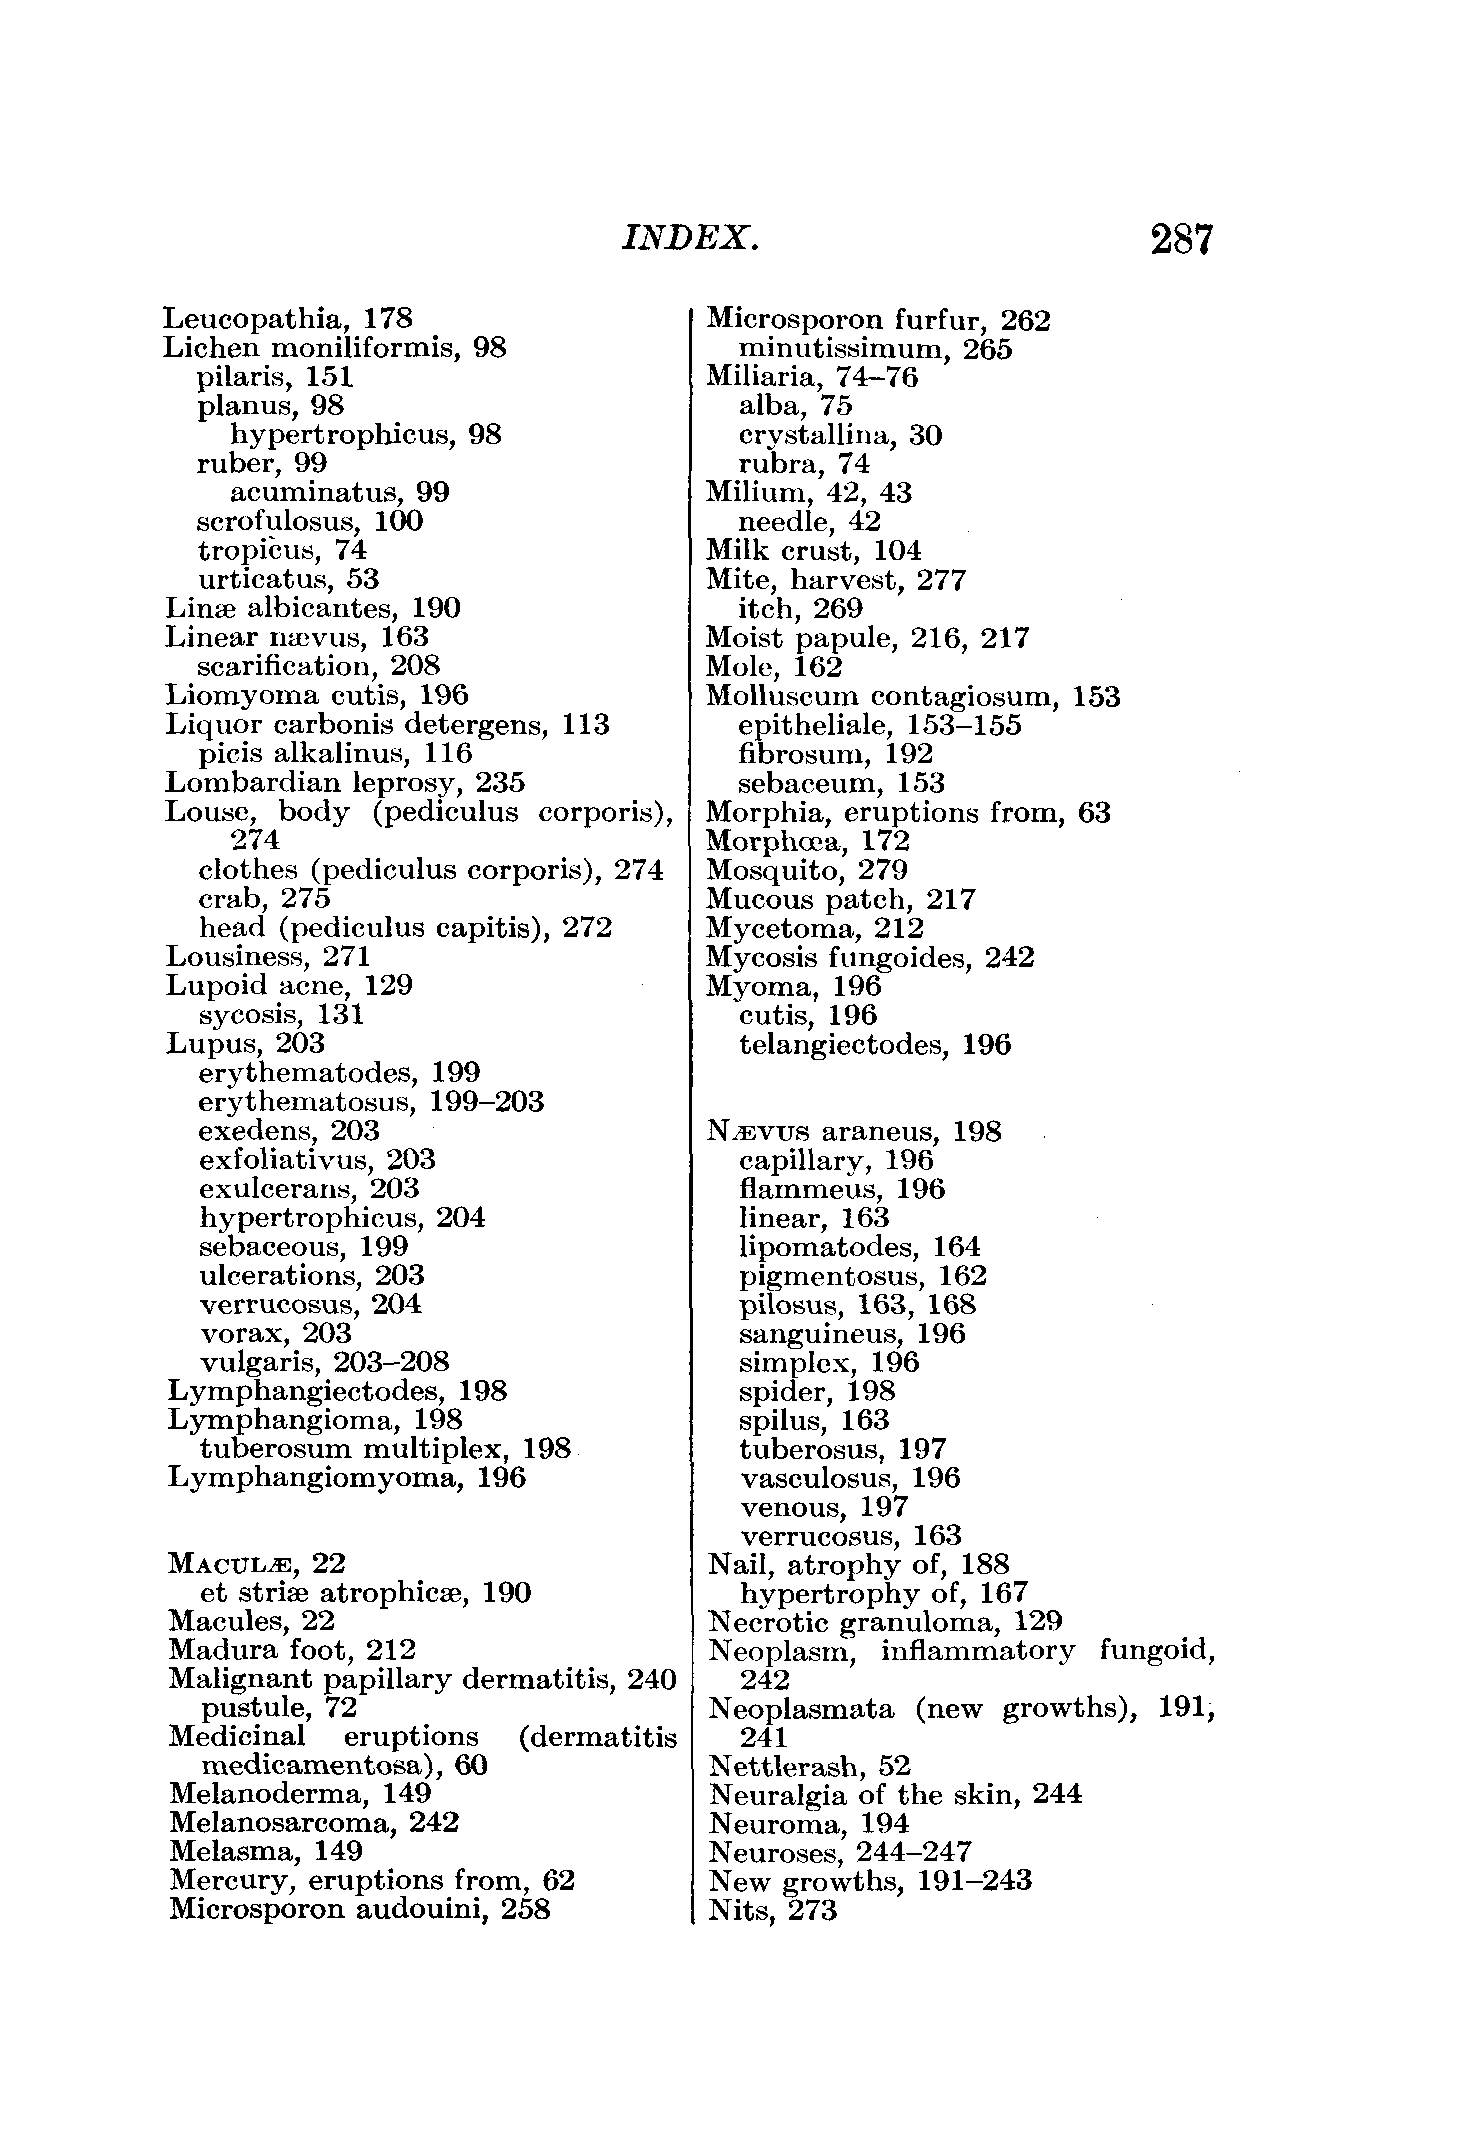 INDEX. 287
Leucopathia, 178
Lichen moniliformis, 98
pilaris, 151
planus, 98
hypertrophicus, 98
ruber, 99
acuminatus, 99
scrofulosus, 100
tropicus, 74
urticatus, 53
Linæ albicantes, 190
Linear nævus, 163
scarification, 208
Liomyoma cutis, 196
Liquor carbonis detergens, 113
picis alkalinus, 116
Lombardian leprosy, 235
Louse, body (pediculus corporis),
274
clothes (pediculus corporis), 274
crab, 275
head (pediculus capitis), 272
Lousiness, 271
Lupoid acne, 129
sycosis, 131
Lupus, 203
erythematodes, 199
erythematosus, 199–203
exedens, 203
exfoliativus, 203
exulcerans, 203
hypertrophicus, 204
sebaceous, 199
ulcerations, 203
verrucosus, 204
vorax, 203
vulgaris, 203–208
Lymphangiectodes, 198
Lymphangioma, 198
tuberosum multiplex, 198
Lymphangiomyoma, 196
MACULÆ, 22
et striæ atrophicæ, 190
Macules, 22
Madura foot, 212
Malignant papillary dermatitis, 240
pustule, 72
Medicinal eruptions (dermatitis
medicamentosa), 60
Melanoderma, 149
Melanosarcoma, 242
Melasma, 149
Mercury, eruptions from, 62
Microsporon audouini, 258
Microsporon furfur, 262
minutissimum, 265
Miliaria, 74–76
alba, 75
crystallina, 30
rubra, 74
Milium, 42, 43
needle, 42
Milk crust, 104
Mite, harvest, 277
itch, 269
Moist papule, 216, 217
Mole, 162
Molluscum contagiosum, 153
epitheliale, 153–155
fibrosum, 192
sebaceum, 153
Morphia, eruptions from, 63
Morphœa, 172
Mosquito, 279
Mucous patch, 217
Mycetoma, 212
Mycosis fungoides, 242
Myoma, 196
cutis, 196
telangiectodes, 196
NÆVUS araneus, 198
capillary, 196
flammeus, 196
linear, 163
lipomatodes, 164
pigmentosus, 162
pilosus, 163, 168
sanguineus, 196
simplex, 196
spider, 198
spilus, 163
tuberosus, 197
vasculosus, 196
venous, 197
verrucosus, 163
Nail, atrophy of, 188
hypertrophy of, 167
Necrotic granuloma, 129
Neoplasm, inflammatory fungoid,
242
Neoplasmata (new growths), 191,
241
Nettlerash, 52
Neuralgia of the skin, 244
Neuroma, 194
Neuroses, 244–247
New growths, 191–243
Nits, 273